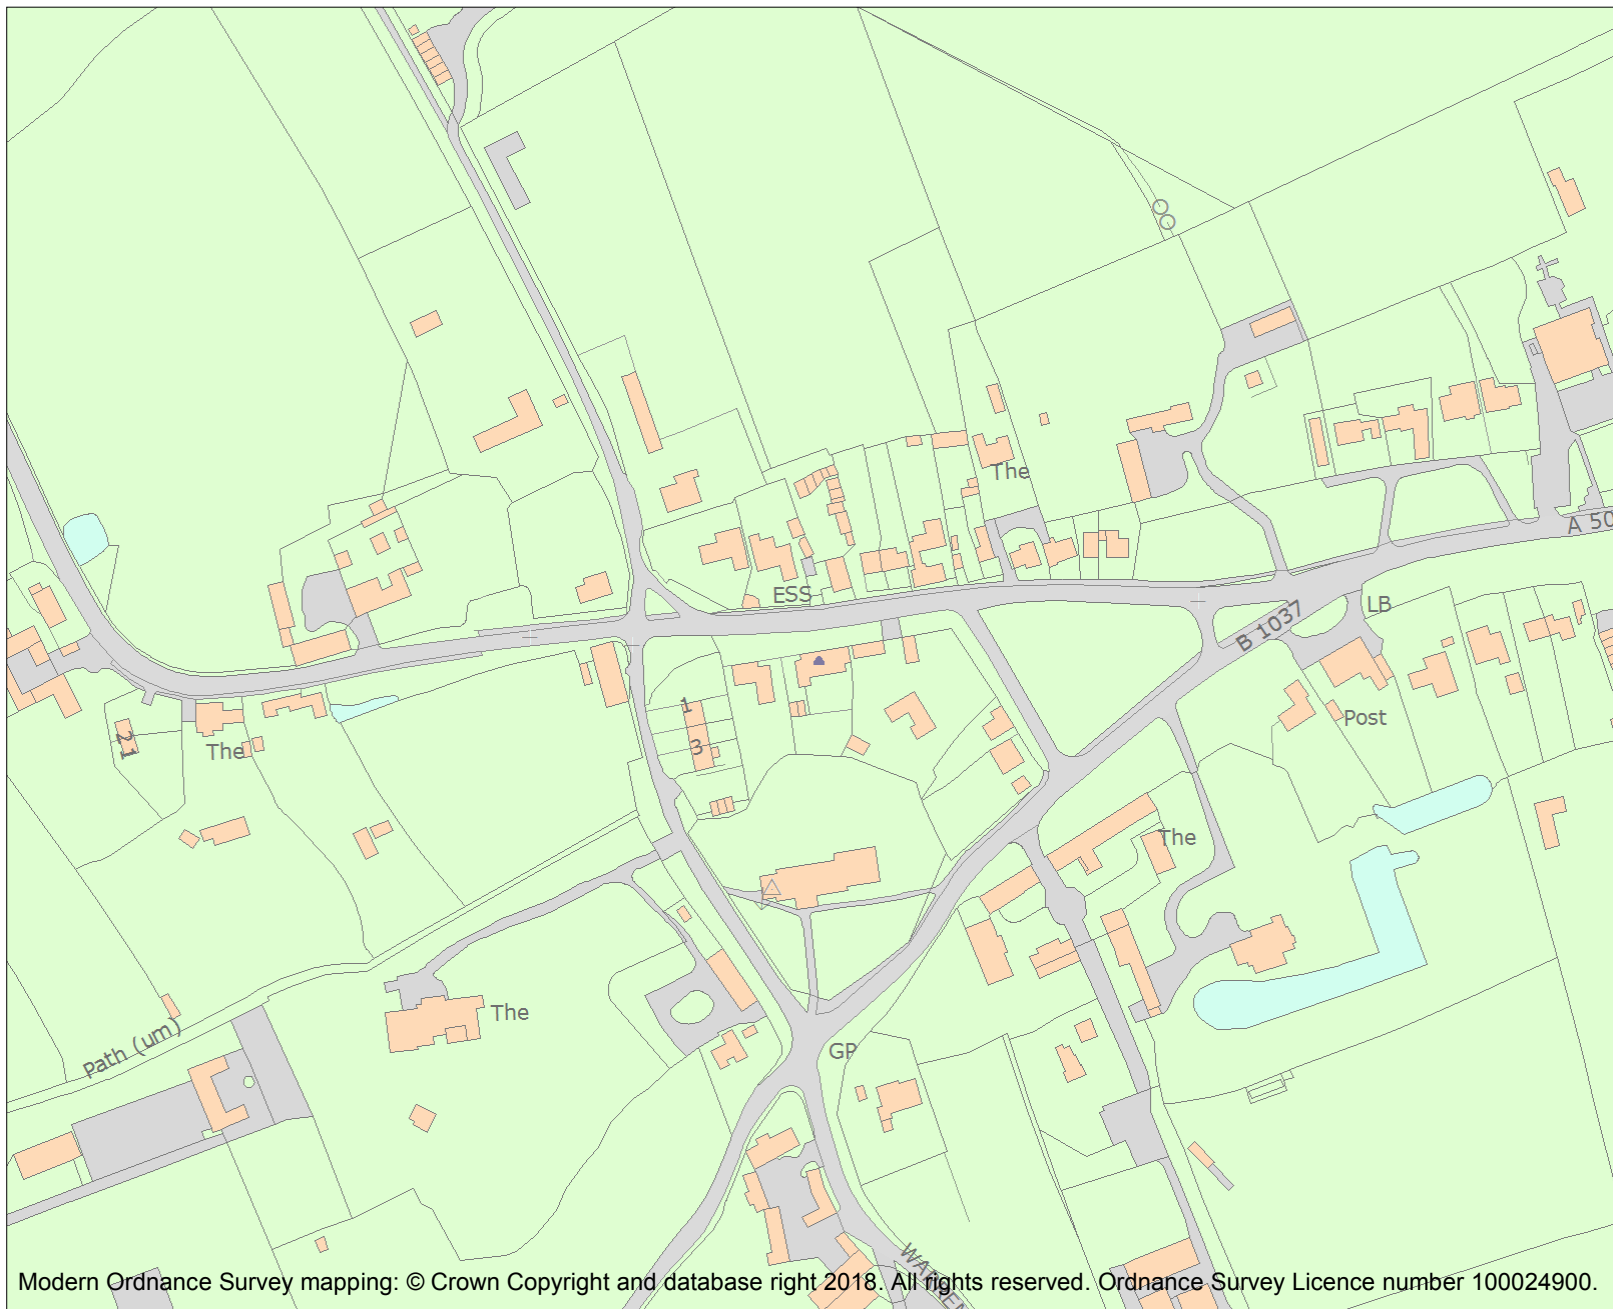 The
A 50
ESS
LB
B 1037
1
3
21
The
Post
The
The
Path (um)
GP
Modern Ordnance Survey mapping: © Crown Copyright and database right 2018. All rights reserved. Ordnance Survey Licence number 100024900.